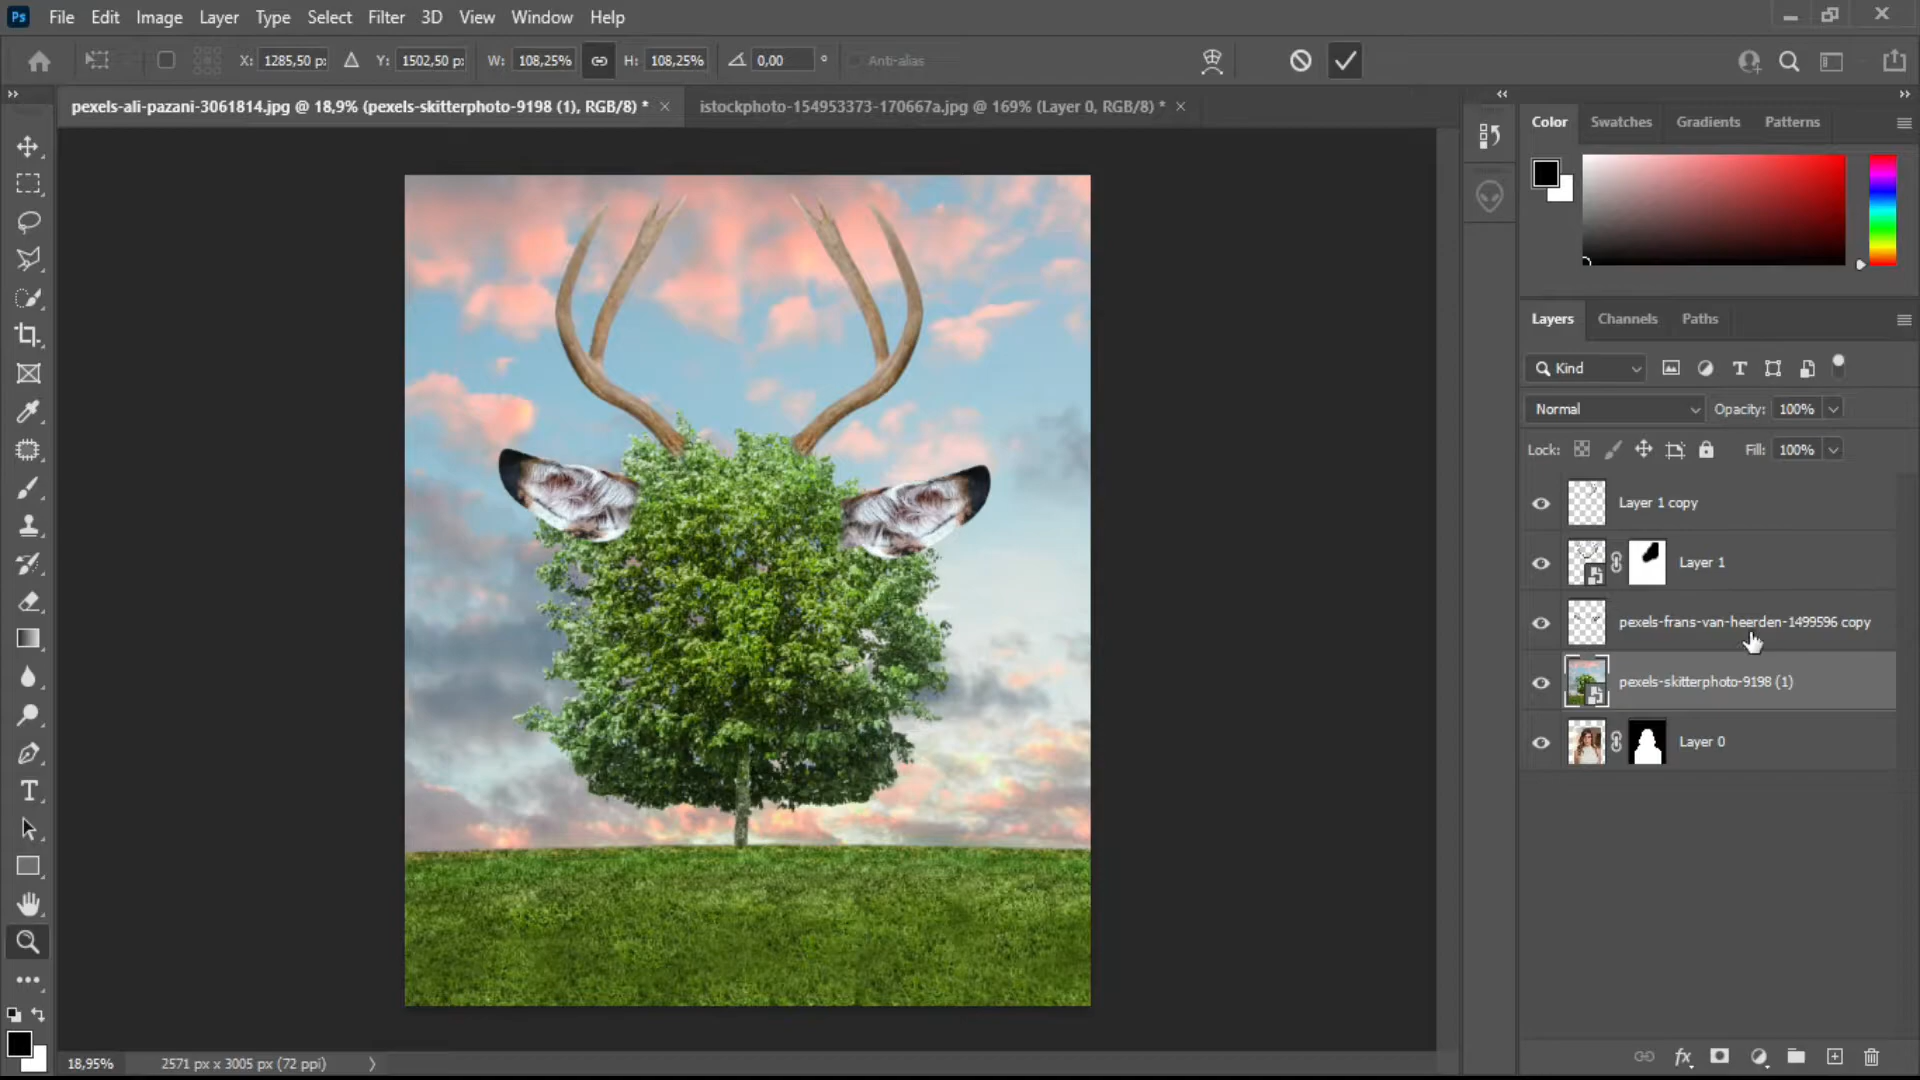 Ps File Edit Image Layer Type Select Filter 3D View Window Help
X: 1285,50 p: Y: 1502,50 p: W: 108,25% H: 108,25% 0,00 ° Anti-alias
pexels-ali-pazani-3061814.jpg @ 18,9% (pexels-skitterphoto-9198 (1), RGB/8) * ×
istockphoto-154953373-170667a.jpg @ 169% (Layer 0, RGB/8) * ×
Color Swatches Gradients Patterns
Layers Channels Paths
Kind
Normal Opacity: 100%
Lock: Fill: 100%
Layer 1 copy
Layer 1
pexels-frans-van-heerden-1499596 copy
pexels-skitterphoto-9198 (1)
Layer 0
fx
18,95% 2571 px x 3005 px (72 ppi)